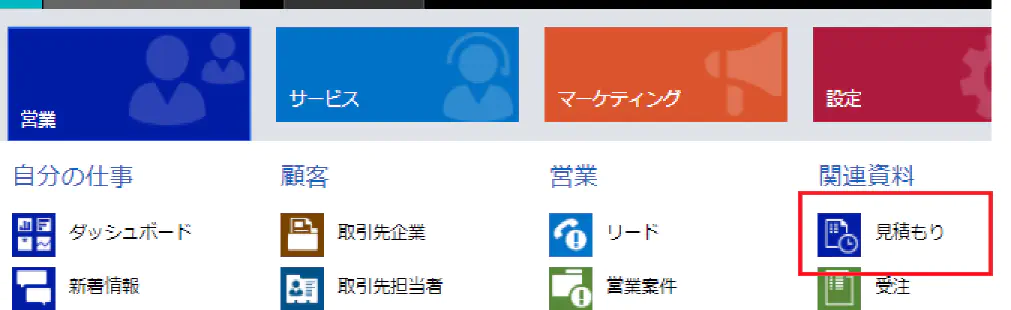 営業
サービス
マーケティング
設定
自分の仕事
ダッシュボード
新着情報
顧客
取引先企業
取引先担当者
営業
リード
営業案件
関連資料
見積もり
受注